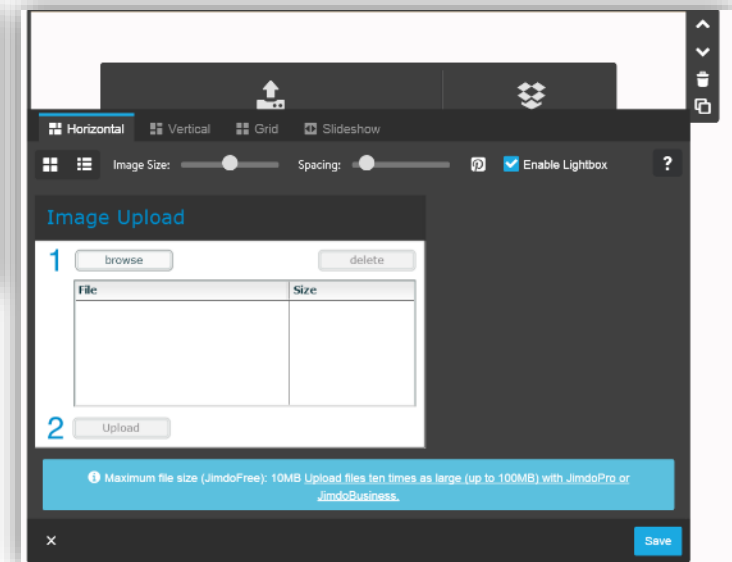 Horizontal Vertical Grid Slideshow
Image Size: Spacing: Enable Lightbox ?
Image Upload
1 browse delete
File Size
2 Upload
Maximum file size (JimdoFree): 10MB Upload files ten times as large (up to 100MB) with JimdoPro or
JimdoBusiness.
Save